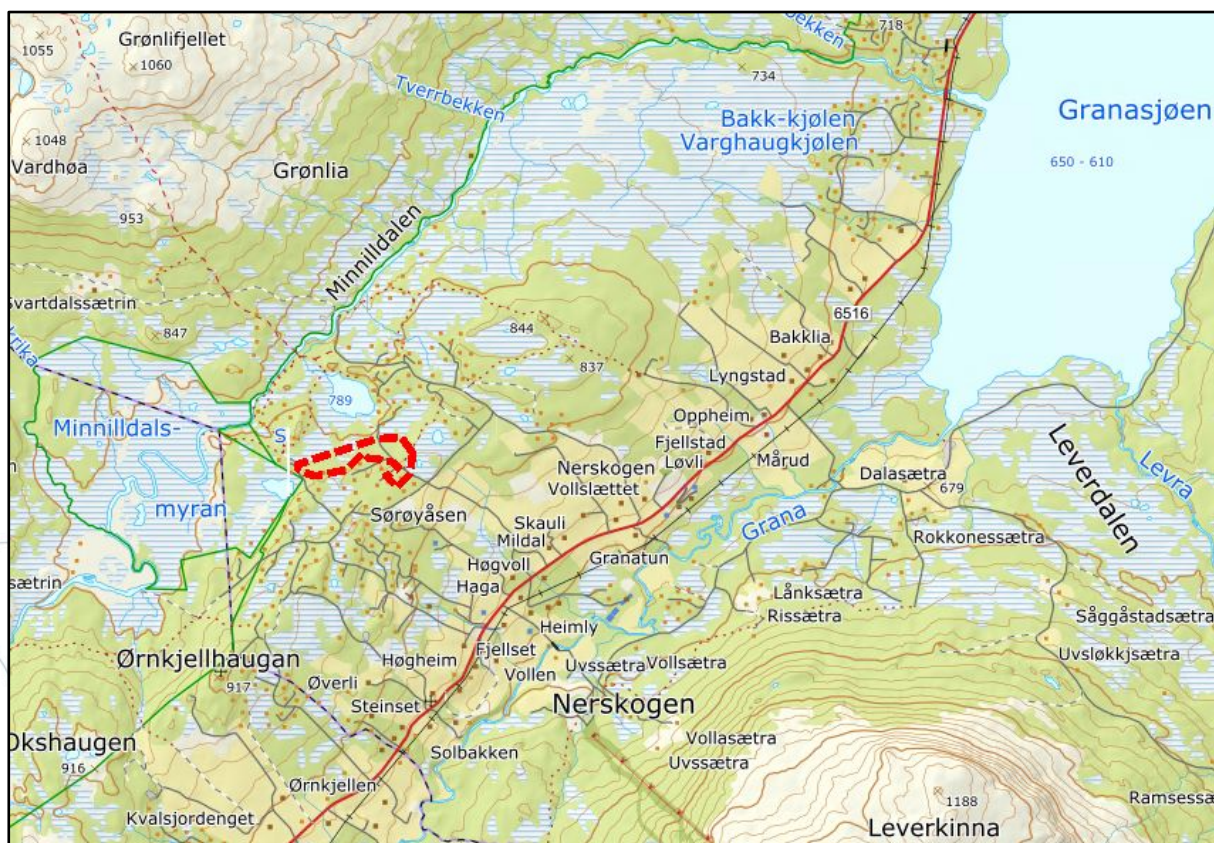 1055
Grønlifjellet
1060
bekken
718
734
Tverrbekken
Granasjøen
Bakk-kjølen
Varghaugkjølen
1048
Vardhøa
Grønlia
650 - 610
953
Minnilldalen
Svartdalssætrin
847
844
6516
837
Bakklia
Lyngstad
789
Oppheim
Minnilldals-
myran
S
Fjellstad
Løvli
Mårud
Nerskogen
Vollslættet
Dalasætra
679
Leverdalen
Levra
Sørøyåsen
Skauli
Mildal
Grana
Granatun
Rokkonessætra
Høgvoll
Haga
sætrin
Lånksætra
Rissætra
Såggåstadsætra
Heimly
Uvsløkkjsætra
Ørnkjellhaugan
Høgheim
Fjellset
Uvssætra
Vollsætra
Vollen
917
Øverli
Steinset
Nerskogen
Okshaugen
916
Solbakken
Vollasætra
Uvssætra
Ørnkjellen
1188
Ramsessæ
Kvalsjordenget
Leverkinna